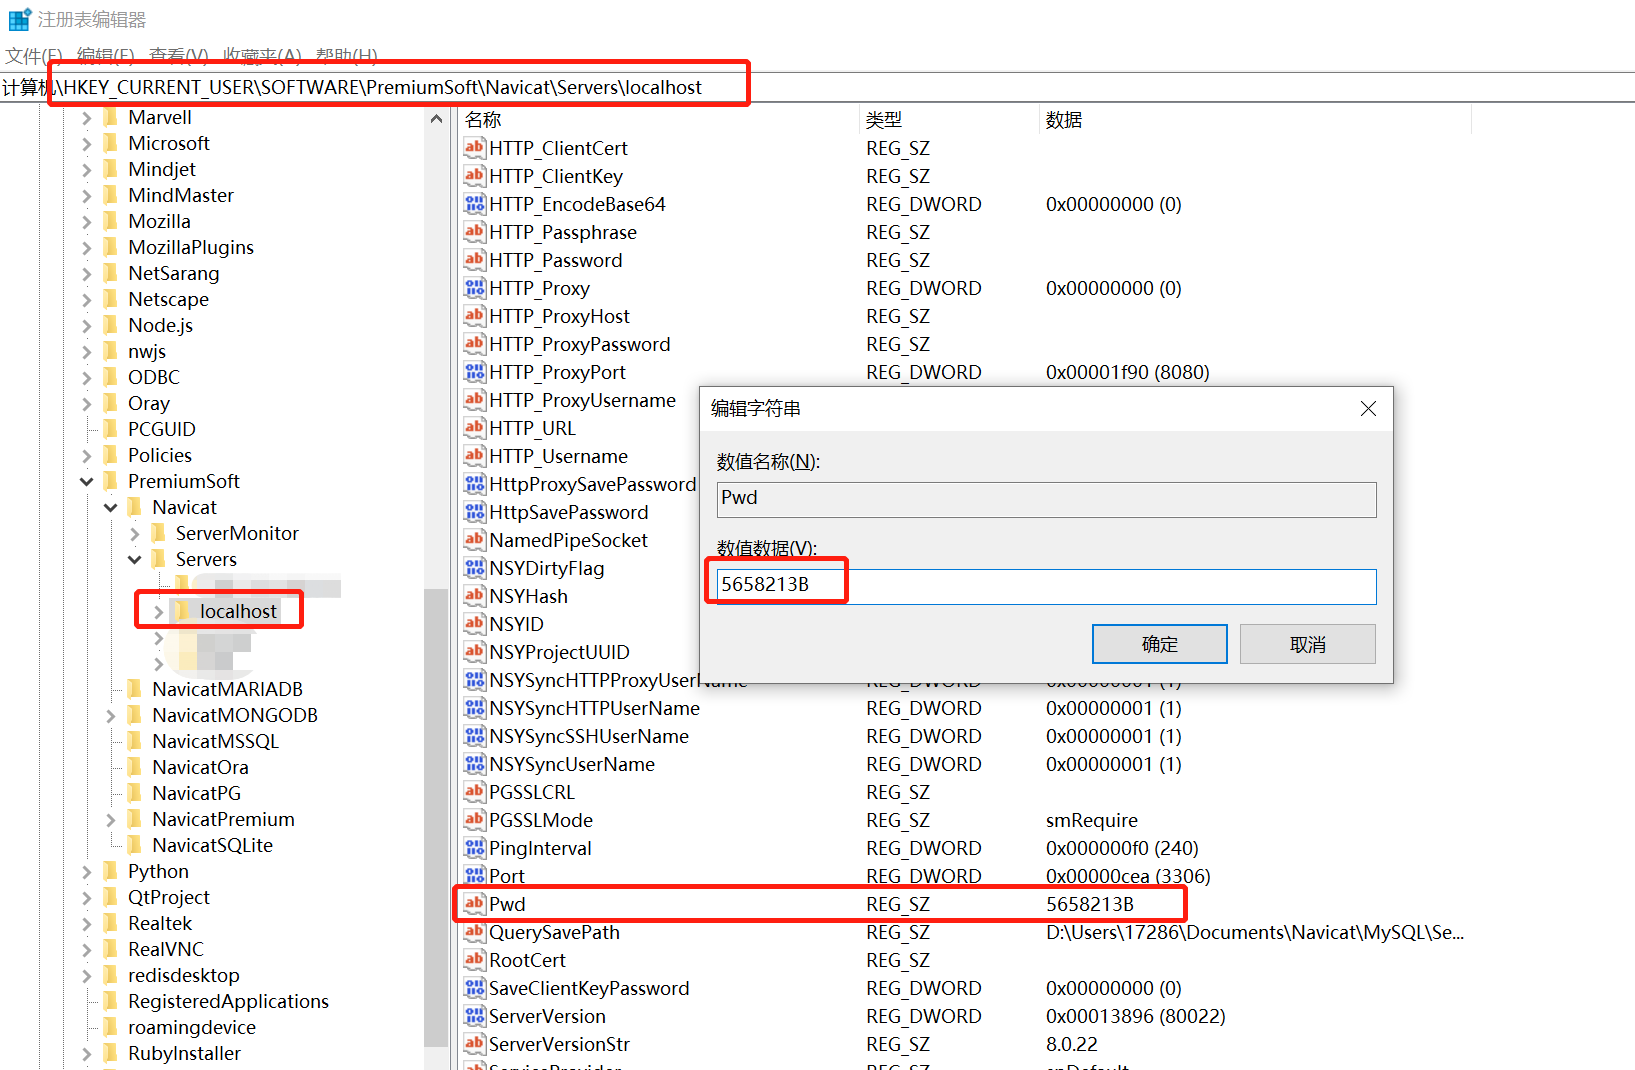 注册表编辑器
文件(F) 编辑(E) 查看(V) 收藏夹(A) 帮助(H)
计算机\HKEY_CURRENT_USER\SOFTWARE\PremiumSoft\Navicat\Servers\localhost
Marvell
Microsoft
Mindjet
MindMaster
Mozilla
MozillaPlugins
NetSarang
Netscape
Node.js
nwjs
ODBC
Oray
PCGUID
Policies
PremiumSoft
Navicat
ServerMonitor
Servers
localhost
NavicatMARIADB
NavicatMONGODB
NavicatMSSQL
NavicatOra
NavicatPG
NavicatPremium
NavicatSQLite
Python
QtProject
Realtek
RealVNC
redisdesktop
RegisteredApplications
roamingdevice
RubyInstaller
名称 类型 数据
HTTP_ClientCert REG_SZ
HTTP_ClientKey REG_SZ
HTTP_EncodeBase64 REG_DWORD 0x00000000 (0)
HTTP_Passphrase REG_SZ
HTTP_Password REG_SZ
HTTP_Proxy REG_DWORD 0x00000000 (0)
HTTP_ProxyHost REG_SZ
HTTP_ProxyPassword REG_SZ
HTTP_ProxyPort REG_DWORD 0x00001f90 (8080)
HTTP_ProxyUsername
HTTP_URL
HTTP_Username
HttpProxySavePassword
HttpSavePassword
NamedPipeSocket
NSYDirtyFlag
NSYHash
NSYID
NSYProjectUUID
NSYSyncHTTPProxyUserName REG_DWORD 0x00000001 (1)
NSYSyncHTTPUserName REG_DWORD 0x00000001 (1)
NSYSyncSSHUserName REG_DWORD 0x00000001 (1)
NSYSyncUserName REG_DWORD 0x00000001 (1)
PGSSLCRL REG_SZ
PGSSLMode REG_SZ smRequire
PingInterval REG_DWORD 0x000000f0 (240)
Port REG_DWORD 0x00000cea (3306)
Pwd REG_SZ 5658213B
QuerySavePath REG_SZ D:\Users\17286\Documents\Navicat\MySQL\Se...
RootCert REG_SZ
SaveClientKeyPassword REG_DWORD 0x00000000 (0)
ServerVersion REG_DWORD 0x00013896 (80022)
ServerVersionStr REG_SZ 8.0.22
ServiceProvider REG_SZ spDefault
编辑字符串
数值名称(N):
Pwd
数值数据(V):
5658213B
确定 取消